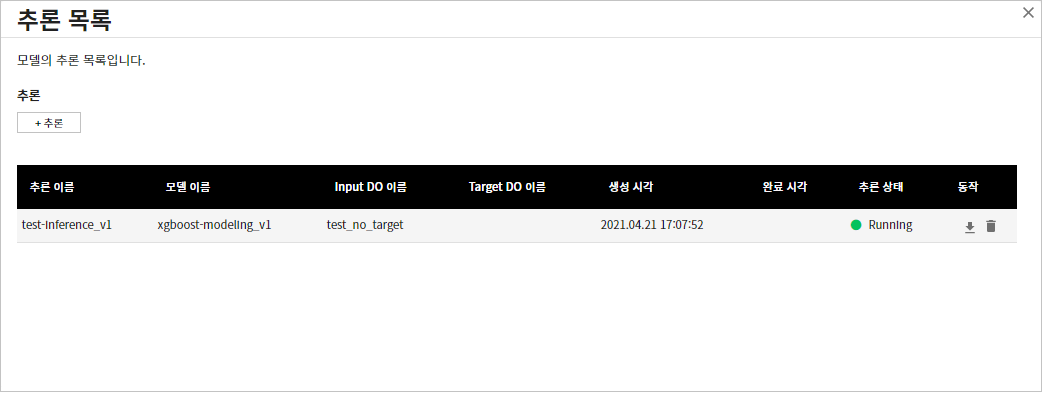 추론 목록
모델의 추론 목록입니다.
추론
+ 추론
추론 이름 모델 이름 Input DO 이름 Target DO 이름 생성 시각 완료 시각 추론 상태 동작
test-inference_v1 xgboost-modeling_v1 test_no_target 2021.04.21 17:07:52 Running